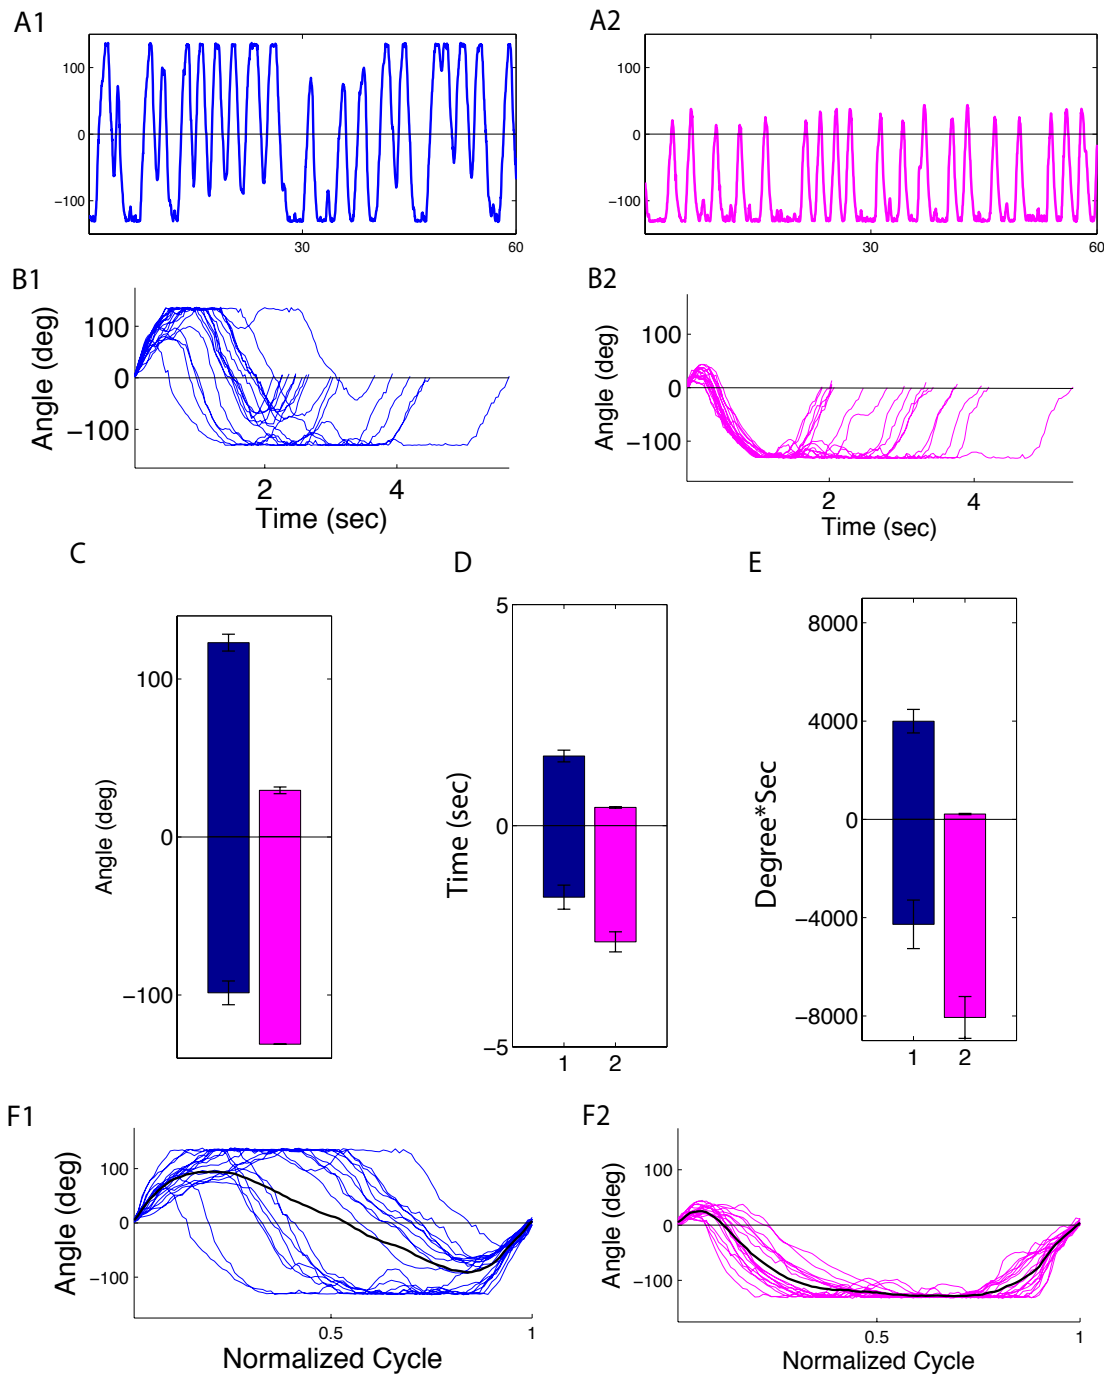 A1
A2
100
0
−100
30
60
100
0
−100
30
60
B1
B2
Angle (deg)
100
0
−100
2
4
Time (sec)
Angle (deg)
100
0
−100
2
4
Time (sec)
C
D
E
Angle (deg)
100
0
−100
Time (sec)
5
0
−5
1
2
Degree*Sec
8000
4000
0
−4000
−8000
1
2
F1
F2
Angle (deg)
100
0
−100
0.5
1
Normalized Cycle
Angle (deg)
100
0
−100
0.5
1
Normalized Cycle